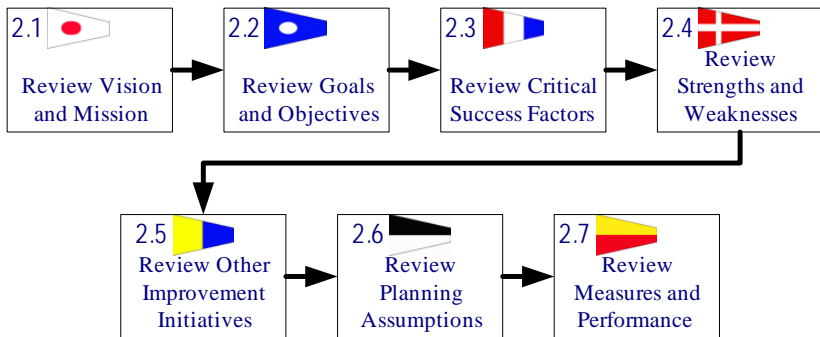 2.1
Review Vision
and Mission
2.2
Review Goals
and Objectives
2.3
Review Critical
Success Factors
2.4
Review
Strengths and
Weaknesses
2.5
Review Other
Improvement
Initiatives
2.6
Review
Planning
Assumptions
2.7
Review
Measures and
Performance